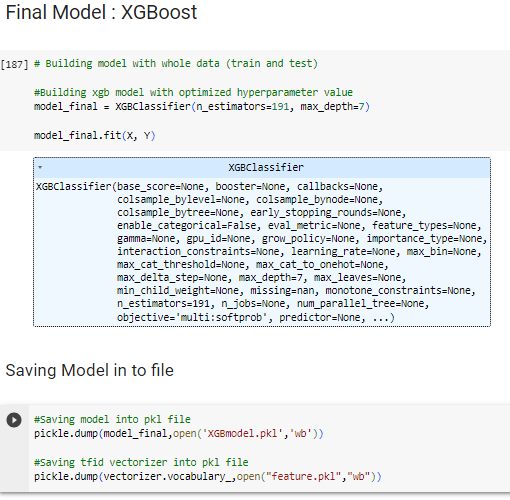 Final Model : XGBoost
[187] # Building model with whole data (train and test)
#Building xgb model with optimized hyperparameter value
model_final = XGBClassifier(n_estimators=191, max_depth=7)
model_final.fit(X, Y)
XGBClassifier
XGBClassifier(base_score=None, booster=None, callbacks=None,
colsample_bylevel=None, colsample_bynode=None,
colsample_bytree=None, early_stopping_rounds=None,
enable_categorical=False, eval_metric=None, feature_types=None,
gamma=None, gpu_id=None, grow_policy=None, importance_type=None,
interaction_constraints=None, learning_rate=None, max_bin=None,
max_cat_threshold=None, max_cat_to_onehot=None,
max_delta_step=None, max_depth=7, max_leaves=None,
min_child_weight=None, missing=nan, monotone_constraints=None,
n_estimators=191, n_jobs=None, num_parallel_tree=None,
objective='multi:softprob', predictor=None, ...)
Saving Model in to file
#Saving model into pkl file
pickle.dump(model_final,open('XGBmodel.pkl','wb'))
#Saving tfid vectorizer into pkl file
pickle.dump(vectorizer.vocabulary_,open("feature.pkl","wb"))